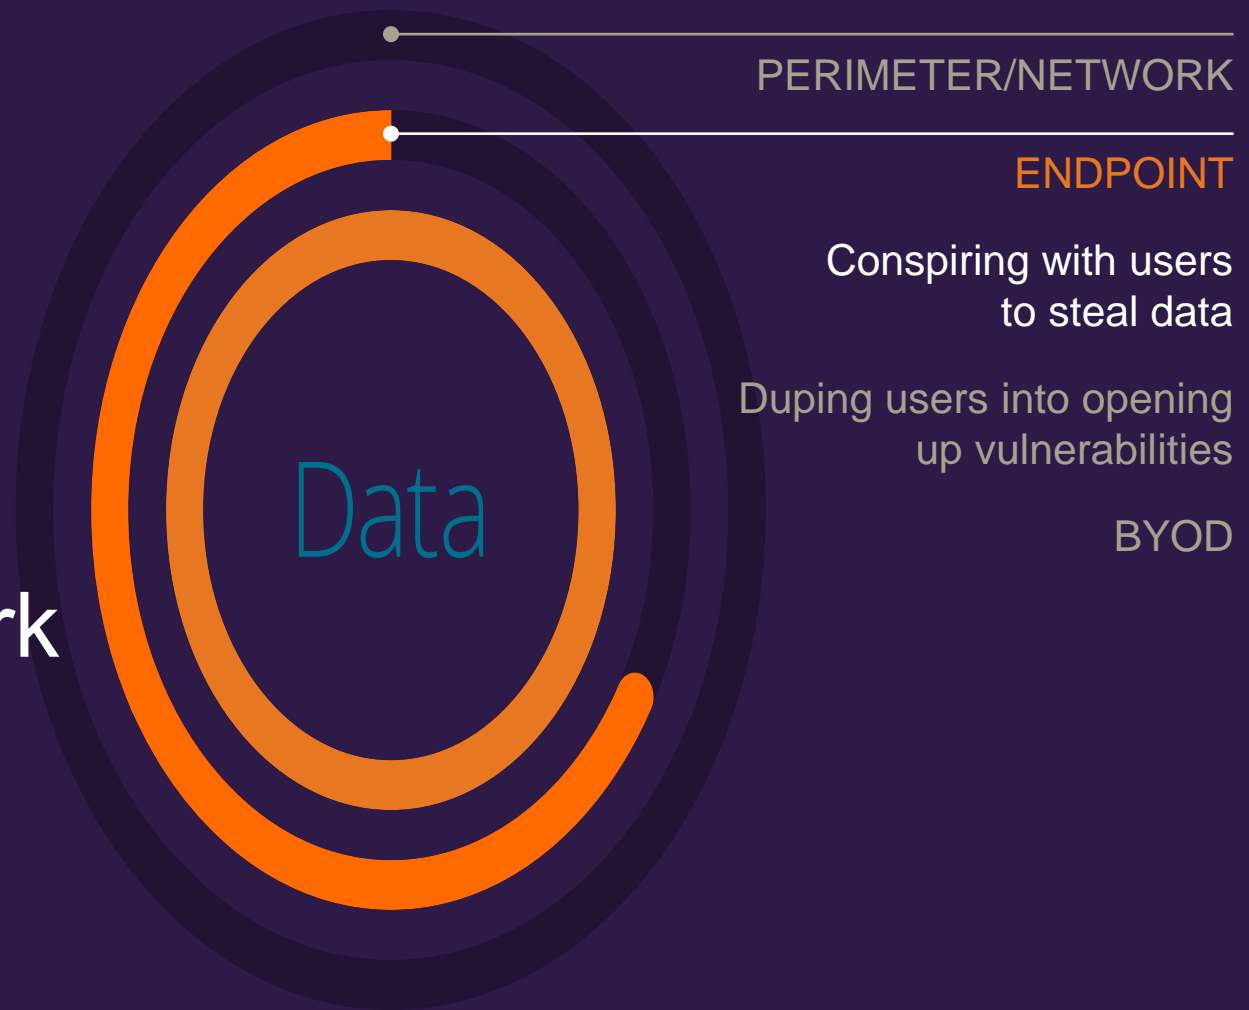 PERIMETER/NETWORK
ENDPOINT
Conspiring with users
to steal data
Duping users into opening
up vulnerabilities
BYOD
Data